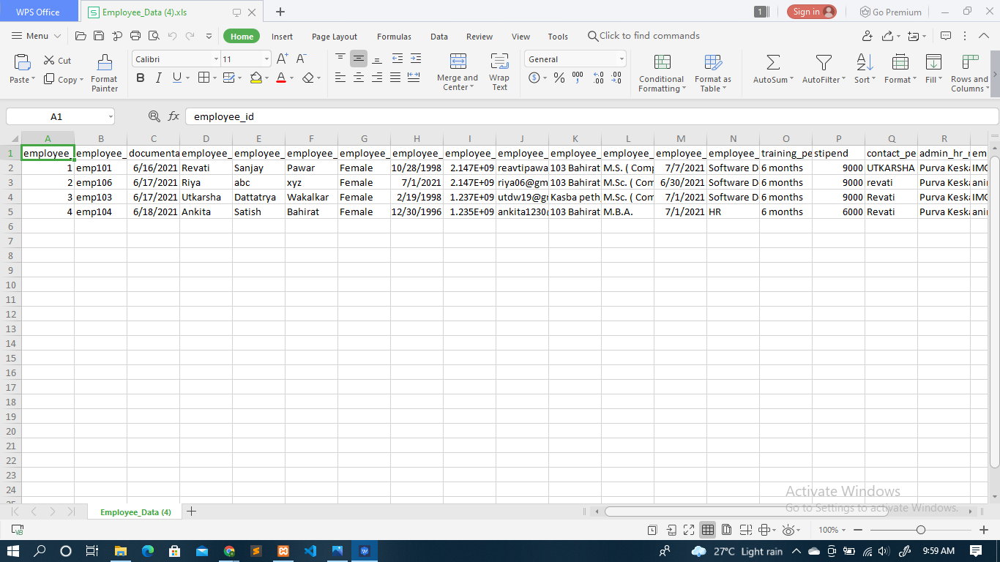 WPS Office Employee_Data (4).xls 1 Sign in Go Premium
Menu Home Insert Page Layout Formulas Data Review View Tools Click to find commands
Paste Cut Copy Format Painter Calibri 11 Merge and Center Wrap Text General Conditional Formatting Format as Table AutoSum AutoFilter Sort Format Fill Rows and Columns
A1 fx employee_id
A B C D E F G H I J K L M N O P Q R
1 employee_ employee_ documenta employee_ employee_ employee_ employee_ employee_ employee_ employee_ employee_ employee_ employee_ employee_ training_pe stipend contact_pe admin_hr_n em
2 1 emp101 6/16/2021 Revati Sanjay Pawar Female 10/28/1998 2.147E+09 reavtipawa 103 Bahirat M.S. ( Comp 7/7/2021 Software D 6 months 9000 UTKARSHA Purva Keska IMG
3 2 emp106 6/17/2021 Riya abc xyz Female 7/1/2021 2.147E+09 riya06@gm 103 Bahirat M.Sc. ( Com 6/30/2021 Software D 6 months 9000 revati Purva Keska ani
4 3 emp103 6/17/2021 Utkarsha Dattatrya Wakalkar Female 2/19/1998 1.237E+09 utdw19@gr Kasba peth M.Sc. ( Com 7/1/2021 Software D 6 months 9000 Revati Purva Keska IMG
5 4 emp104 6/18/2021 Ankita Satish Bahirat Female 12/30/1996 1.235E+09 ankita1230 103 Bahirat M.B.A. 7/1/2021 HR 6 months 6000 Revati Purva Keska ani
6
7
8
9
10
11
12
13
14
15
16
17
18
19
20
21
22
23
24
Activate Windows
Go to Settings to activate Windows.
Employee_Data (4)
100%
27°C Light rain 9:59 AM